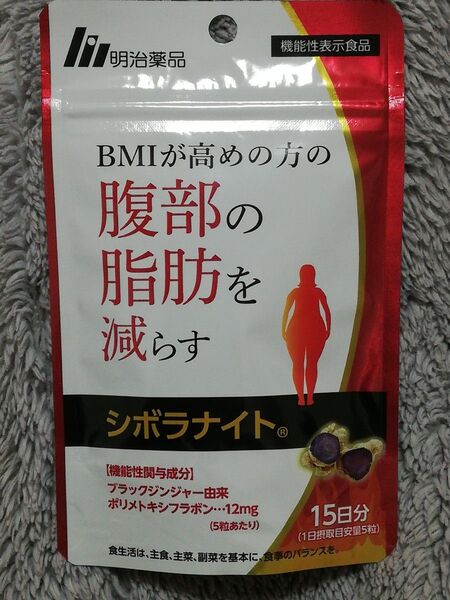 明治薬品
機能性表示食品
BMIが高めの方の
腹部の
脂肪を
減らす
シボラナイト®
【機能性関与成分】
ブラックジンジャー由来
ポリメトキシフラボン…12mg
(5粒あたり)
15日分
(1日摂取目安量5粒)
食生活は、主食、主菜、副菜を基本に、食事のバランスを。